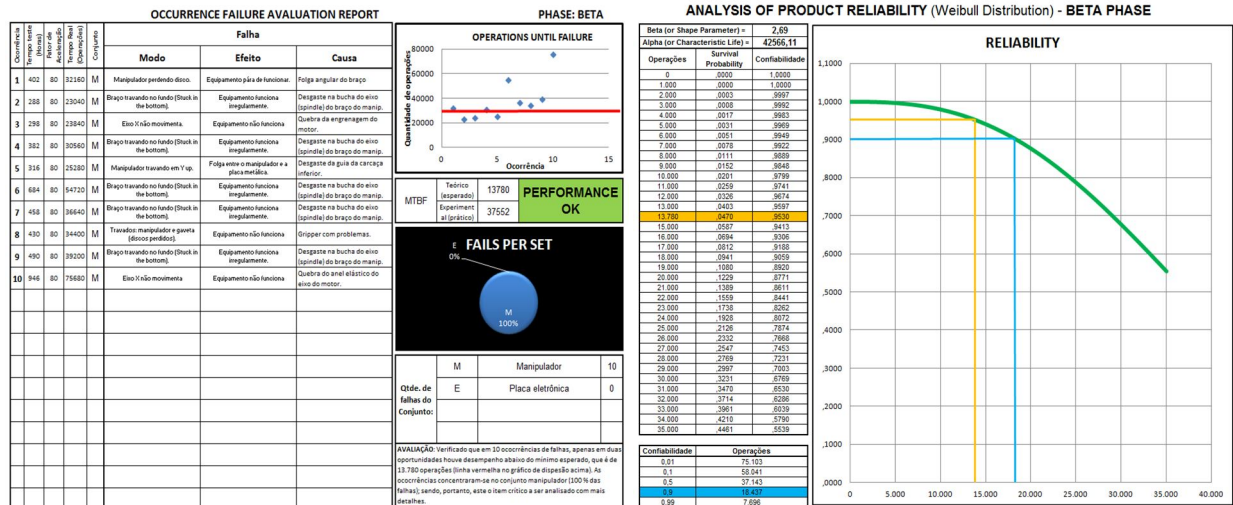 OCCURRENCE FAILURE AVALUATION REPORT
PHASE: BETA
Ocorrência Tempo teste (Horas) Fator de Aceleração Tempo Real (Operações) Conjunto Falha
Modo Efeito Causa
1 402 80 32160 M Manipulador perdendo disco. Equipamento pára de funcionar. Folga angular do braço
2 288 80 23040 M Braço travando no fundo (Stuck in the bottom). Equipamento funciona irregulamente. Desgaste na bucha do eixo (spindle) do braço do manip.
3 298 80 23840 M Eixo X não movimenta. Equipamento não funciona Quebra da engrenagem do motor.
4 382 80 30560 M Braço travando no fundo (Stuck in the bottom). Equipamento funciona irregulamente. Desgaste na bucha do eixo (spindle) do braço do manip.
5 316 80 25280 M Manipulador travando em Y up. Folga entre o manipulador e a placa metálica. Desgaste da guia da carcaça inferior.
6 684 80 54720 M Braço travando no fundo (Stuck in the bottom). Equipamento funciona irregulamente. Desgaste na bucha do eixo (spindle) do braço do manip.
7 458 80 36640 M Braço travando no fundo (Stuck in the bottom). Equipamento funciona irregulamente. Desgaste na bucha do eixo (spindle) do braço do manip.
8 430 80 34400 M Travados: manipulador e gaveta (discos perdidos). Equipamento não funciona Gripper com problemas.
9 490 80 39200 M Braço travando no fundo (Stuck in the bottom). Equipamento funciona irregulamente. Desgaste na bucha do eixo (spindle) do braço do manip.
10 946 80 75680 M Eixo X não movimenta Equipamento não funciona Quebra do anel elástico do eixo do motor.
OPERATIONS UNTIL FAILURE
Quantidade de operações
80000
60000
40000
20000
0
0 5 10 15
Ocorrência
MTBF
Teórico (esperado) 13780
Experimental (prático) 37552
PERFORMANCE OK
FAILS PER SET
E
0%
M
100%
Qtde. de falhas do Conjunto:
M Manipulador 10
E Placa eletrônica 0
AVALIAÇÃO: Verificado que em 10 ococrrências de falhas, apenas em duas
oportunidades houve desempenho abaixo do mínimo esperado, que é de
13.780 operações (linha vermelha no gráfico de dispesão acima). As
ococrrências concentraram-se no conjunto manipulador (100 % das
falhas); sendo, portanto, este o item crítico a ser analisado com mais
detalhes.
ANALYSIS OF PRODUCT RELIABILITY (Weibull Distribution) - BETA PHASE
Beta (or Shape Parameter) = 2,69
Alpha (or Characteristic Life) = 42566,11
Operações Survival Probability Confiabilidade
0 ,0000 1,0000
1.000 ,0000 1,0000
2.000 ,0003 ,9997
3.000 ,0008 ,9992
4.000 ,0017 ,9983
5.000 ,0031 ,9969
6.000 ,0051 ,9949
7.000 ,0078 ,9922
8.000 ,0111 ,9889
9.000 ,0152 ,9848
10.000 ,0201 ,9799
11.000 ,0259 ,9741
12.000 ,0326 ,9674
13.000 ,0403 ,9597
13.780 ,0470 ,9530
15.000 ,0587 ,9413
16.000 ,0694 ,9306
17.000 ,0812 ,9188
18.000 ,0941 ,9059
19.000 ,1080 ,8920
20.000 ,1229 ,8771
21.000 ,1389 ,8611
22.000 ,1559 ,8441
23.000 ,1738 ,8262
24.000 ,1928 ,8072
25.000 ,2126 ,7874
26.000 ,2332 ,7668
27.000 ,2547 ,7453
28.000 ,2769 ,7231
29.000 ,2997 ,7003
30.000 ,3231 ,6769
31.000 ,3470 ,6530
32.000 ,3714 ,6286
33.000 ,3961 ,6039
34.000 ,4210 ,5790
35.000 ,4461 ,5539
Confiabilidade Operações
0,01 75.103
0,1 58.041
0,5 37.143
0,9 18.437
0,99 7.696
RELIABILITY
1,1000
1,0000
,9000
,8000
,7000
,6000
,5000
,4000
,3000
,2000
,1000
,0000
0 5.000 10.000 15.000 20.000 25.000 30.000 35.000 40.000